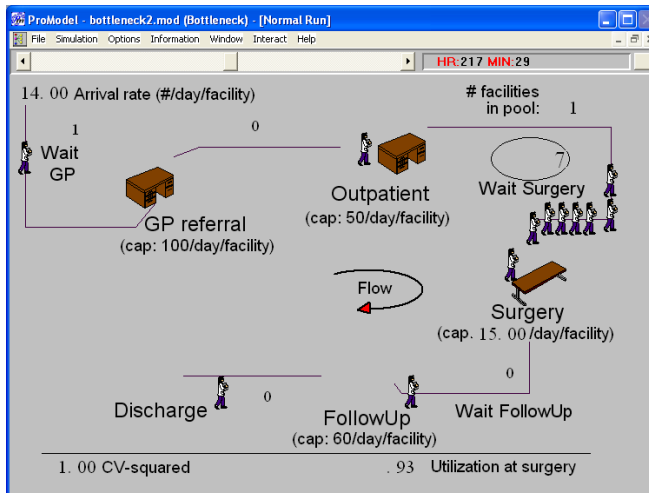 ProModel - bottleneck2.mod (Bottleneck) - [Normal Run]
File Simulation Options Information Window Interact Help
HR:217 MIN:29
14. 00 Arrival rate (#/day/facility)
# facilities
in pool: 1
1
0
Wait
GP
7
Outpatient
(cap: 50/day/facility)
Wait Surgery
GP referral
(cap: 100/day/facility)
Flow
Surgery
(cap. 15. 00/day/facility)
0
0
Discharge
FollowUp
(cap: 60/day/facility)
Wait FollowUp
1. 00 CV-squared
. 93 Utilization at surgery